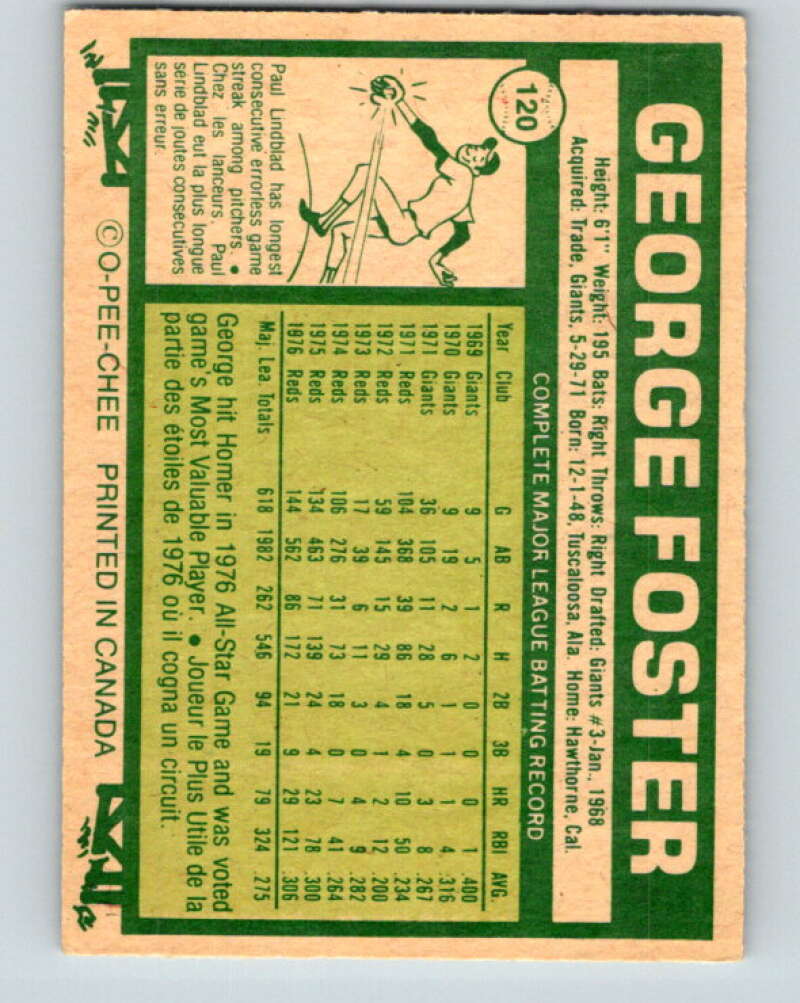 GEORGE FOSTER
120
Height: 6'1" Weight: 195 Bats: Right Throws: Right Drafted: Giants #3-Jan., 1968
Acquired: Trade, Giants, 5-29-71 Born: 12-1-48, Tuscaloosa, Ala. Home: Hawthorne, Cal.
COMPLETE MAJOR LEAGUE BATTING RECORD
Year Club G AB R H 2B 3B HR RBI AVG
1969 Giants 9 5 1 2 0 0 0 1 .400
1970 Giants 9 19 2 6 1 1 1 4 .316
1971 Giants 36 105 11 28 5 0 3 8 .267
1971 Reds 104 368 39 86 18 4 10 50 .234
1972 Reds 59 145 15 29 4 1 2 12 .200
1973 Reds 17 39 6 11 3 0 4 9 .282
1974 Reds 106 276 31 73 18 0 7 41 .264
1975 Reds 134 463 71 139 24 4 23 78 .300
1976 Reds 144 562 86 172 21 9 29 121 .306
Maj. Lea. Totals 618 1982 262 546 94 19 79 324 .275
George hit Homer in 1976 All-Star Game and was voted
game's Most Valuable Player. • Joueur le Plus Utile de la
partie des étoiles de 1976 où il cogna un circuit.
Paul Lindblad has longest
consecutive errorless game
streak among pitchers. •
Chez les lanceurs, Paul
Lindblad eut la plus longue
série de joutes consecutives
sans erreur.
© O-PEE-CHEE PRINTED IN CANADA